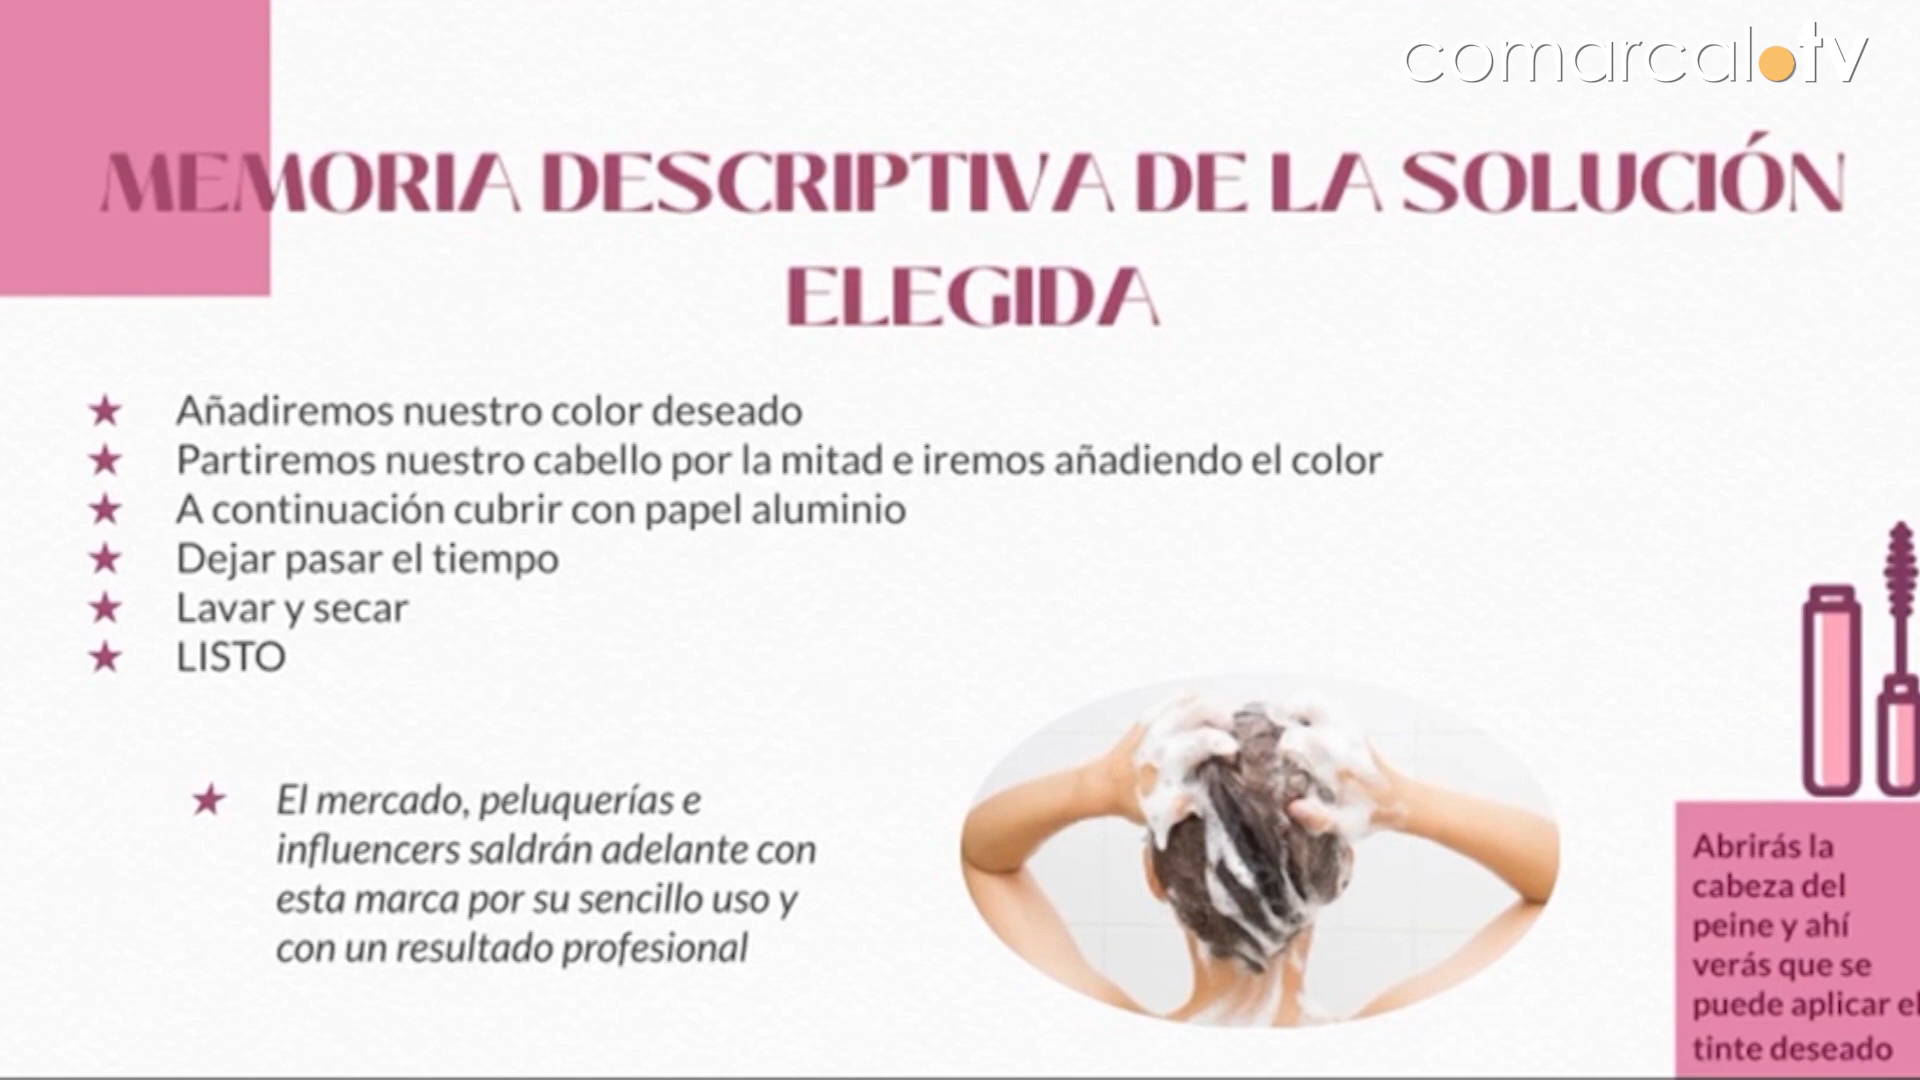 comarcal.tv
MEMORIA DESCRIPTIVA DE LA SOLUCIÓN
ELEGIDA
Añadiremos nuestro color deseado
Partiremos nuestro cabello por la mitad e iremos añadiendo el color
A continuación cubrir con papel aluminio
Dejar pasar el tiempo
Lavar y secar
LISTO
El mercado, peluquerías e
influencers saldrán adelante con
esta marca por su sencillo uso y
con un resultado profesional
Abrirás la
cabeza del
peine y ahí
verás que se
puede aplicar el
tinte deseado